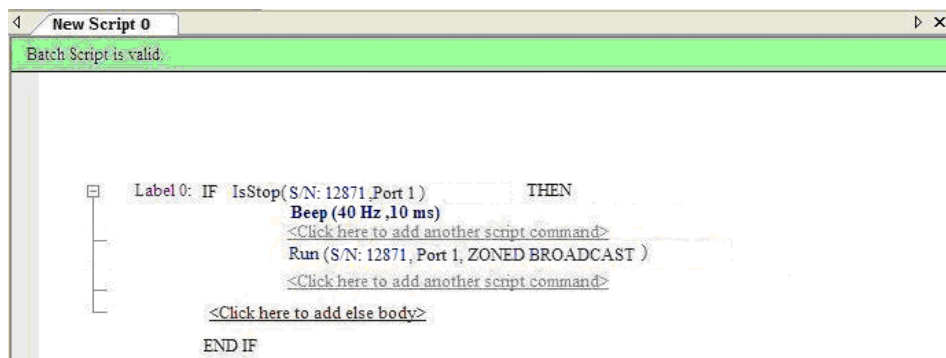 New Script 0
Batch Script is valid.
Label 0: IF IsStop( S/N: 12871 ,Port 1 ) THEN
Beep (40 Hz ,10 ms)
<Click here to add another script command>
Run (S/N: 12871, Port 1, ZONED BROADCAST )
<Click here to add another script command>
<Click here to add else body>
END IF